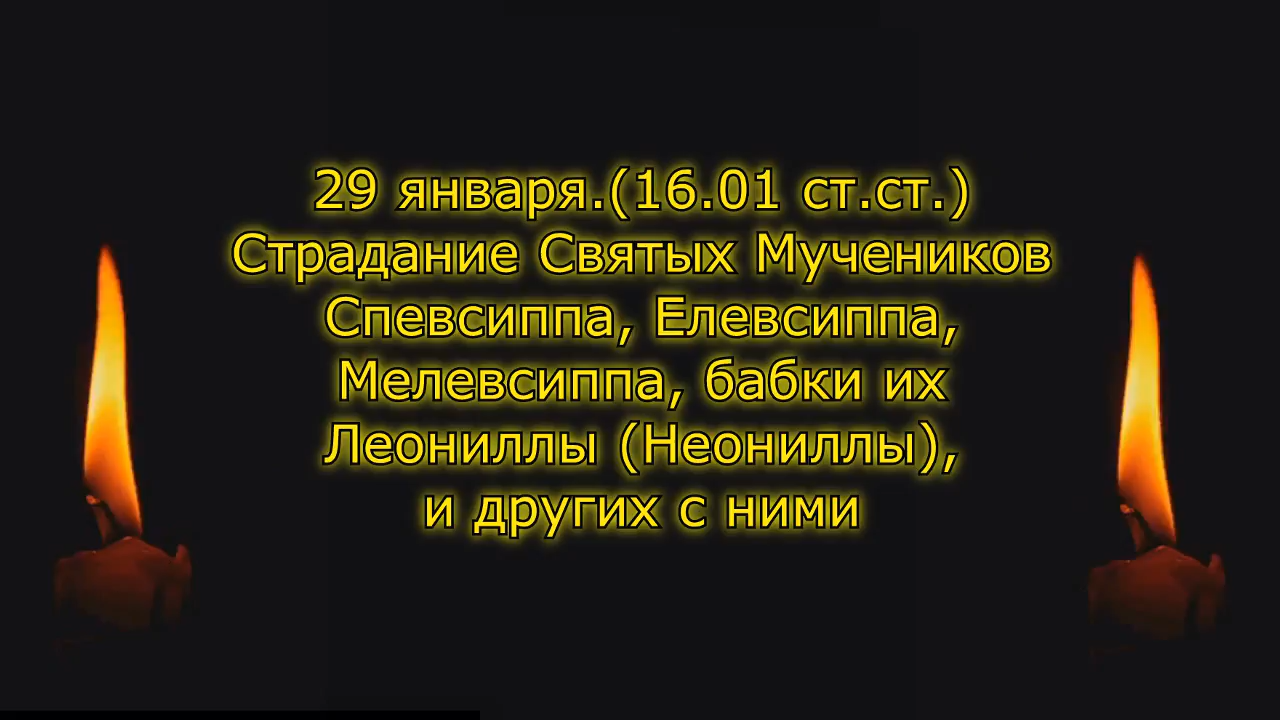 29 января.(16.01 ст.ст.)
Страдание Святых Мучеников
Спевсиппа, Елевсиппа,
Мелевсиппа, бабки их
Леониллы (Неониллы),
и других с ними